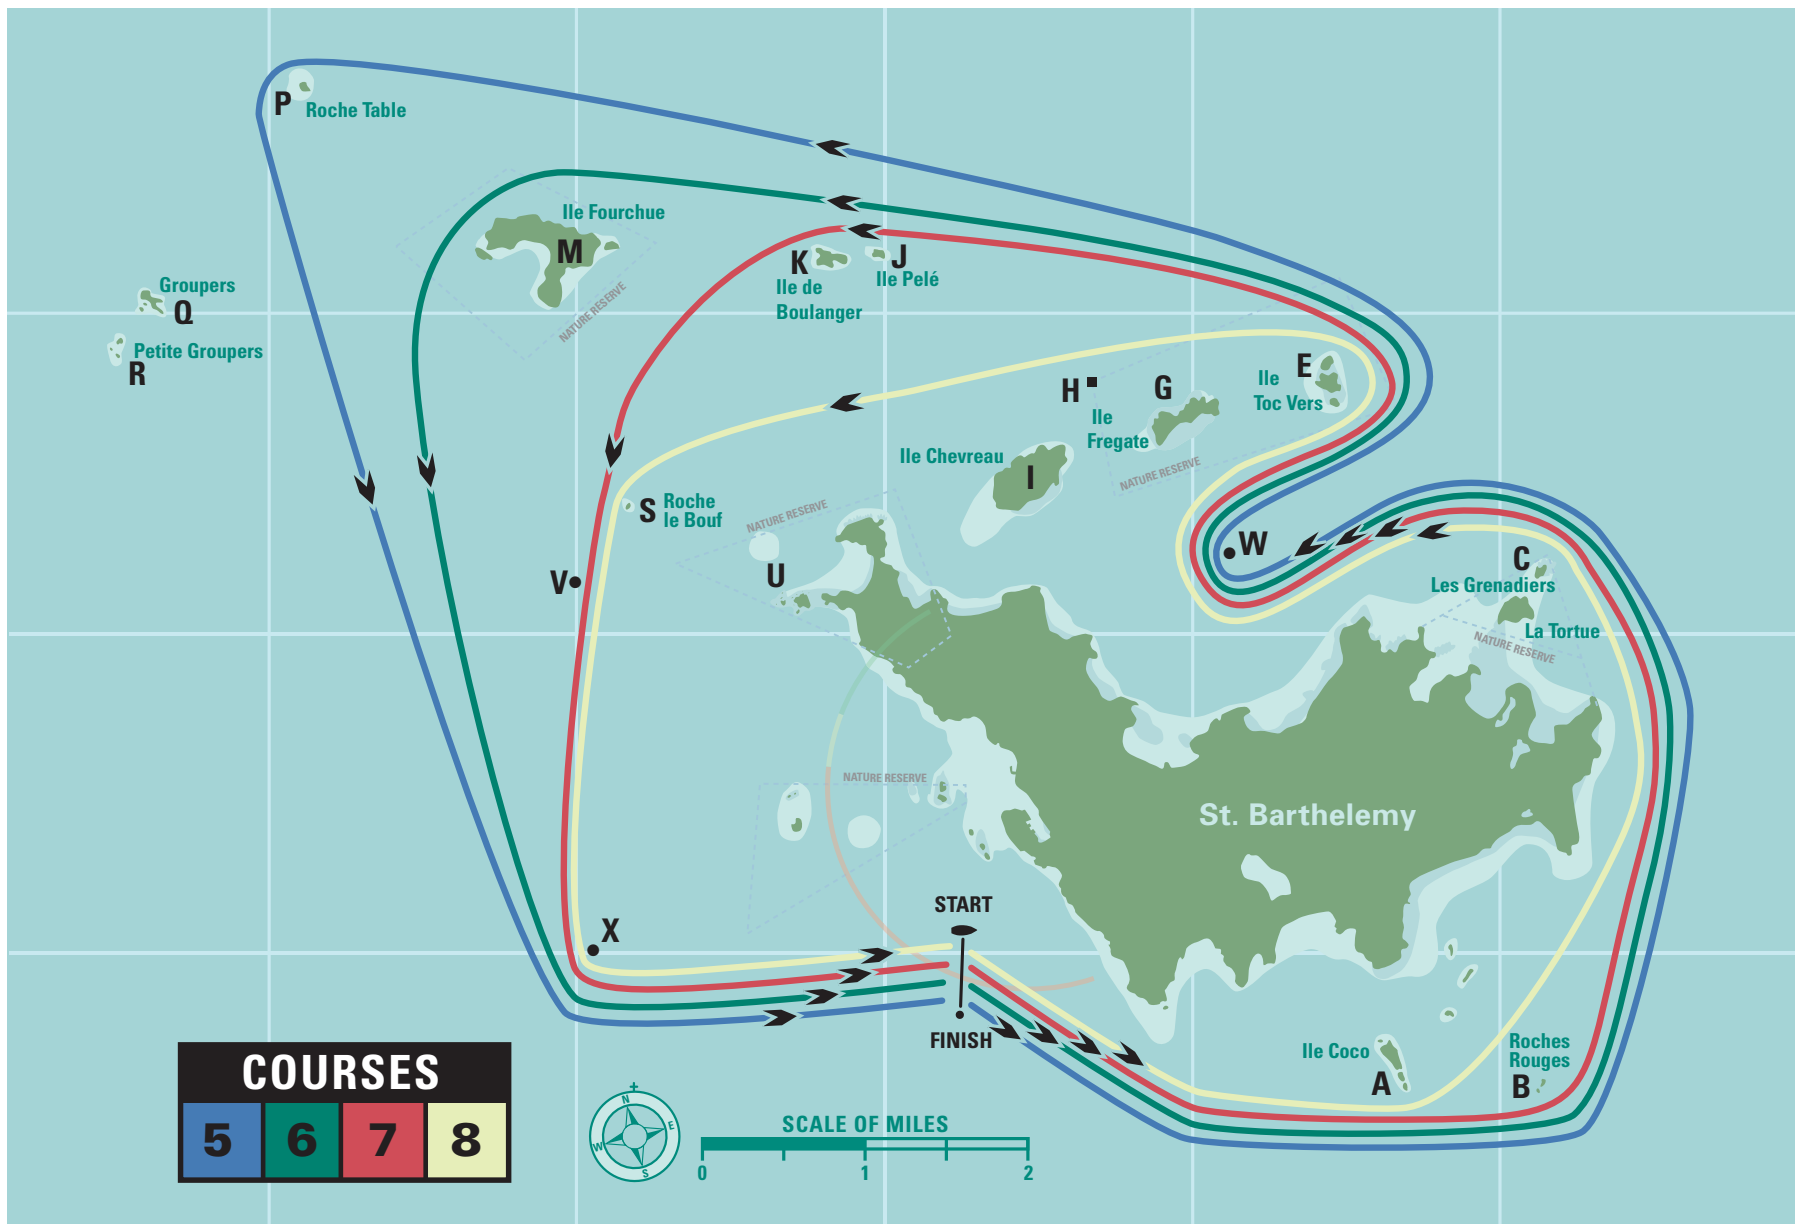 P
Roche Table
Ile Fourchue
M
NATURE RESERVE
Groupers
Q
Petite Groupers
R
K
J
Ile Pelé
Ile de
Boulanger
H
G
E
Ile
Toc Vers
Ile
Fregate
NATURE RESERVE
Ile Chevreau
I
S
Roche
le Bouf
NATURE RESERVE
V
U
W
C
Les Grenadiers
La Tortue
NATURE RESERVE
NATURE RESERVE
St. Barthelemy
X
START
FINISH
Ile Coco
A
Roches
Rouges
B
COURSES
5
6
7
8
N
E
W
S
SCALE OF MILES
0
1
2